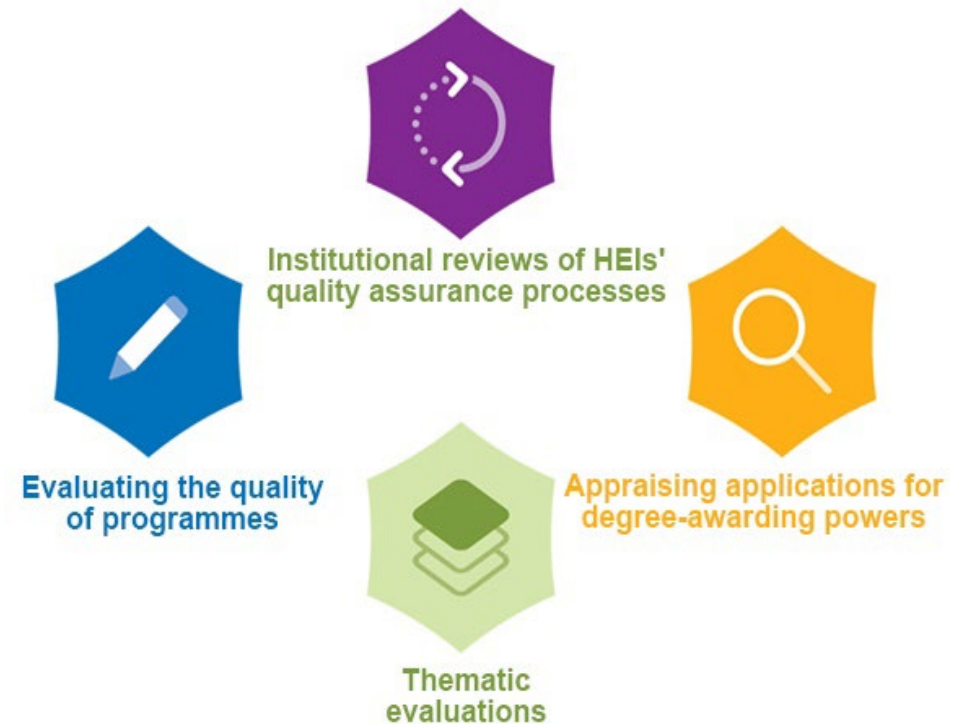 Institutional reviews of HEIs'
quality assurance processes
Evaluating the quality
of programmes
Appraising applications for
degree-awarding powers
Thematic
evaluations